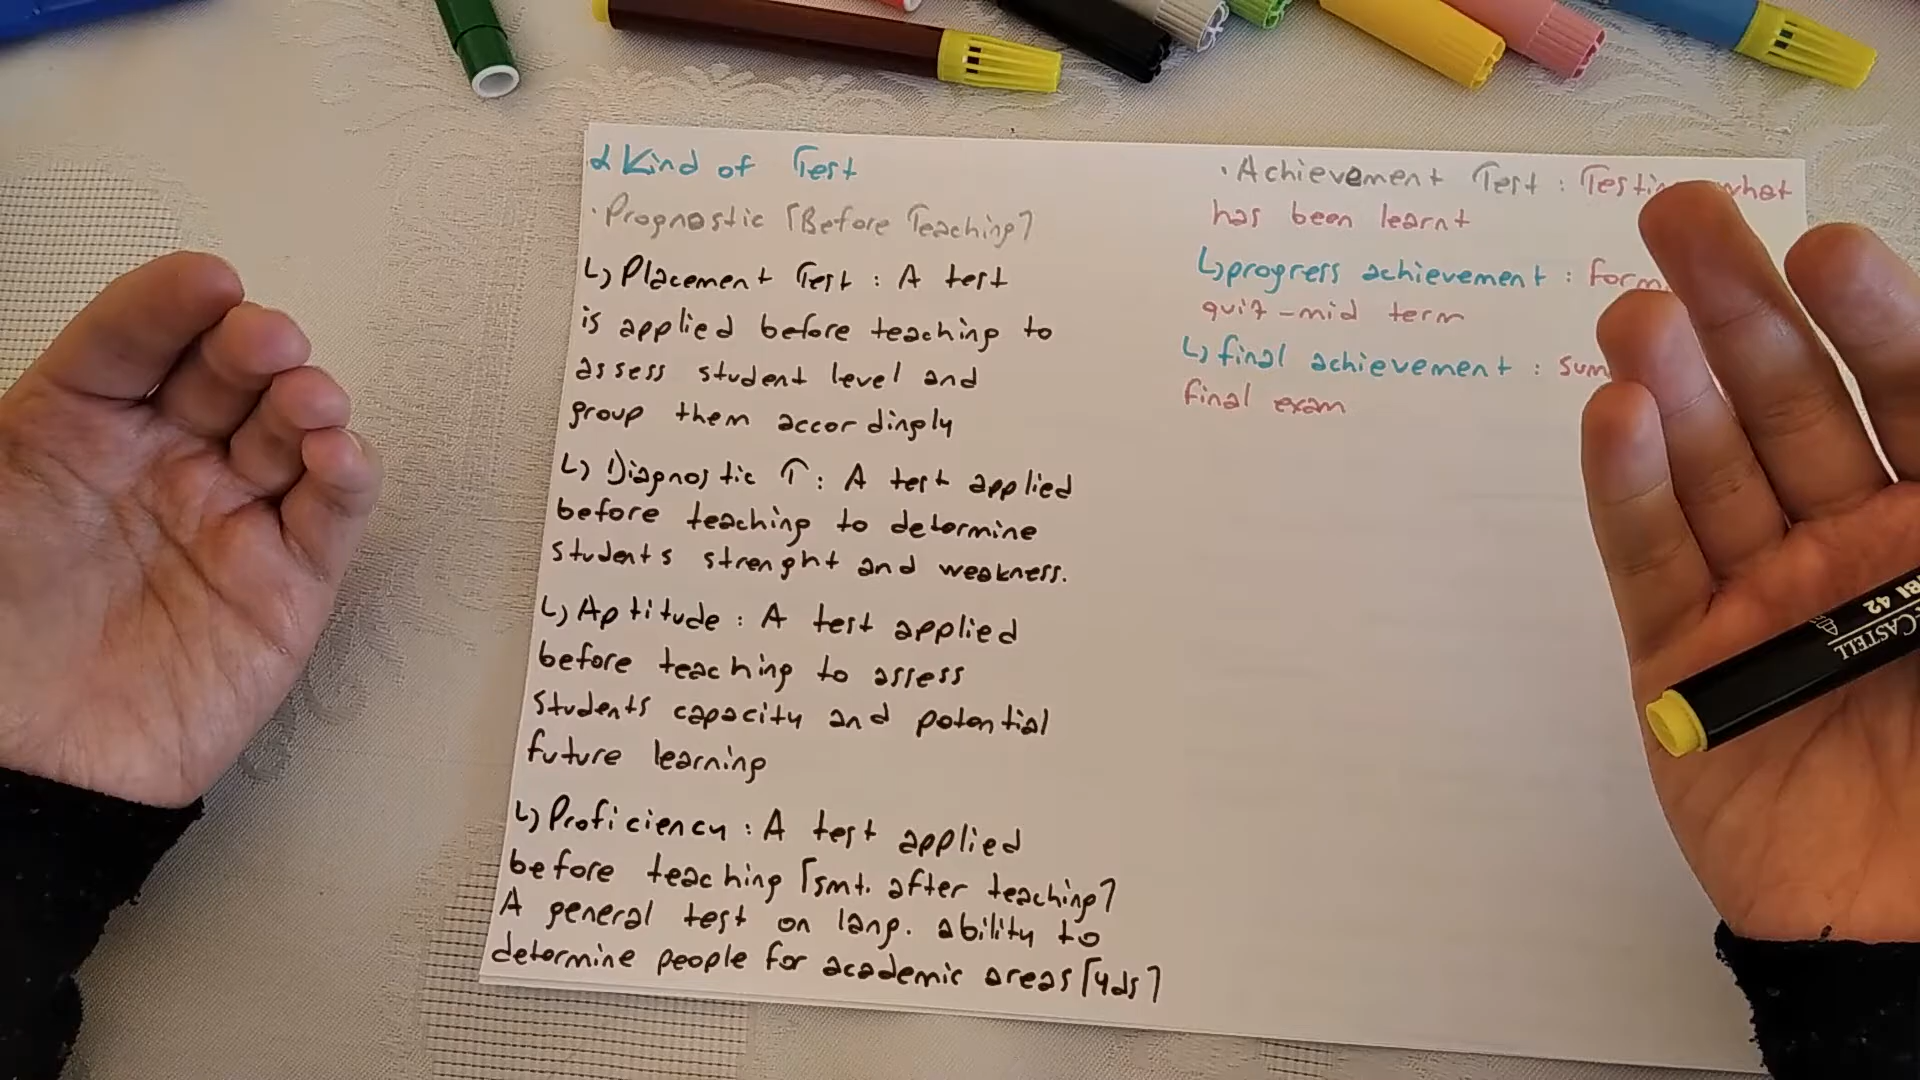 2 Kind of Test
· Prognostic [Before Teaching]
↳ Placement Test : A test
is applied before teaching to
assess student level and
group them accordingly
↳ Diagnostic T : A test applied
before teaching to determine
students strenght and weakness.
↳ Aptitude : A test applied
before teaching to assess
students capacity and potential
future learning
↳ Proficiency : A test applied
before teaching [smt. after teaching]
A general test on lang. ability to
determine people for academic areas [yds]
· Achievement Test : what
has been learnt
↳ progress achievement :
quiz - mid term
↳ final achievement :
final exam
CASTELL
42